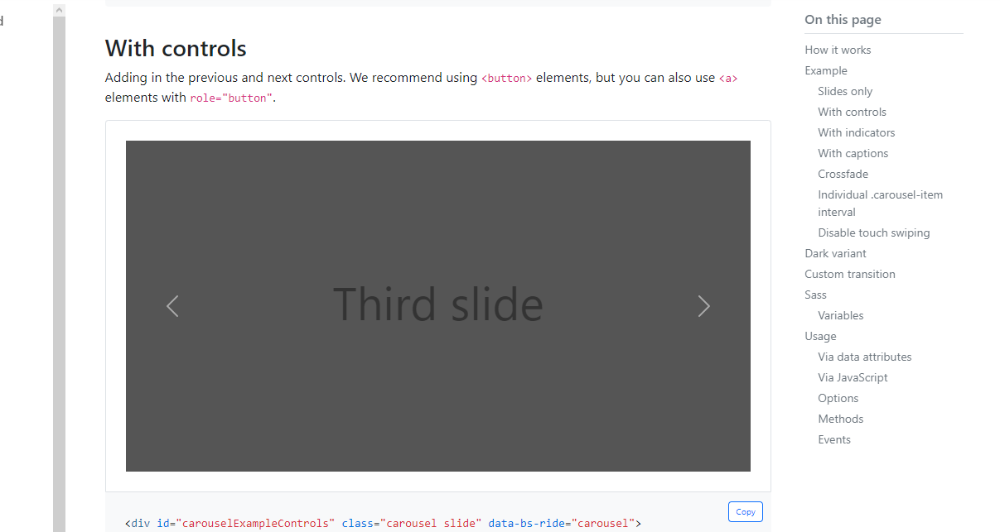 With controls
Adding in the previous and next controls. We recommend using <button> elements, but you can also use <a>
elements with role="button".
Third slide
Copy
<div id="carouselExampleControls" class="carousel slide" data-bs-ride="carousel">
On this page
How it works
Example
Slides only
With controls
With indicators
With captions
Crossfade
Individual .carousel-item
interval
Disable touch swiping
Dark variant
Custom transition
Sass
Variables
Usage
Via data attributes
Via JavaScript
Options
Methods
Events